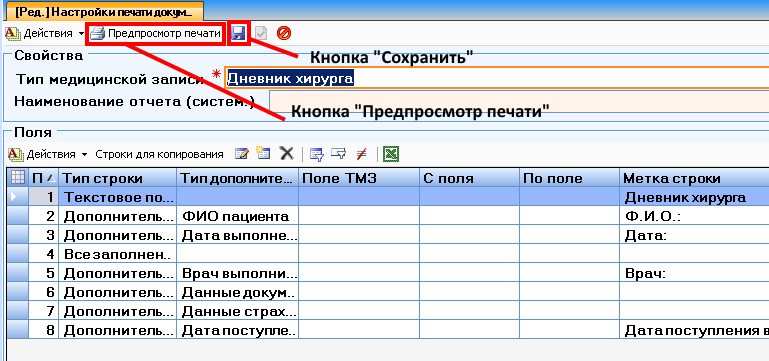 [Ред.] Настройки печати докум...
Действия Предпросмотр печати
Кнопка "Сохранить"
Свойства
Тип медицинской записи * Дневник хирурга
Наименование отчета (систем.)
Кнопка "Предпросмотр печати"
Поля
Действия Строки для копирования
П Тип строки Тип дополните... Поле ТМЗ С поля По поле Метка строки
1 Текстовое по... Дневник хирурга
2 Дополнитель... ФИО пациента Ф.И.О.:
3 Дополнитель... Дата выполне... Дата:
4 Все заполнен...
5 Дополнитель... Врач выполни... Врач:
6 Дополнитель... Данные докум...
7 Дополнитель... Данные страх...
8 Дополнитель... Дата поступле... Дата поступления в